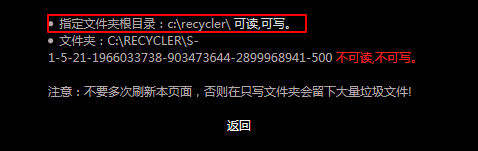 ● 指定文件夹根目录：c:\recycler\ 可读,可写。
● 文件夹：C:\RECYCLER\S-
1-5-21-1966033738-903473644-2899968941-500 不可读,不可写。
注意：不要多次刷新本页面，否则在只写文件夹会留下大量垃圾文件!
返回